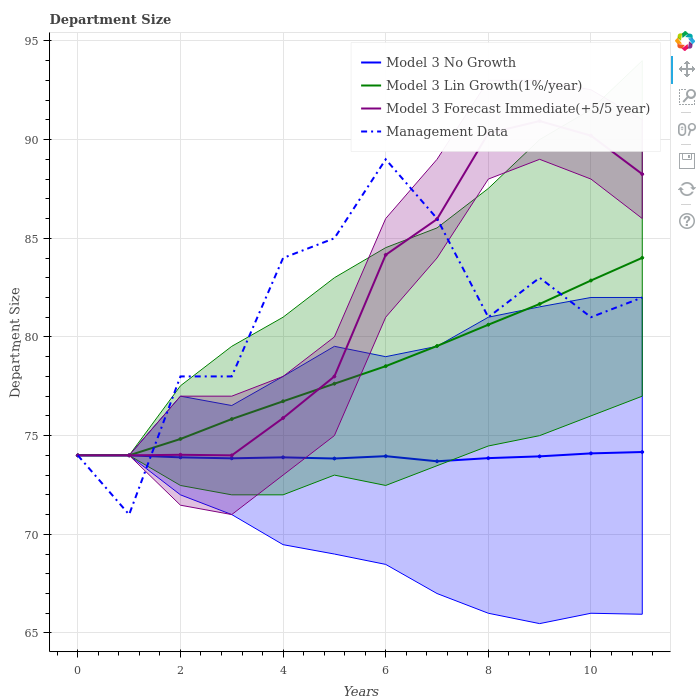 Department Size
95
90
85
80
75
70
65
Department Size
Model 3 No Growth
Model 3 Lin Growth(1%/year)
Model 3 Forecast Immediate(+5/5 year)
Management Data
0 2 4 6 8 10
Years